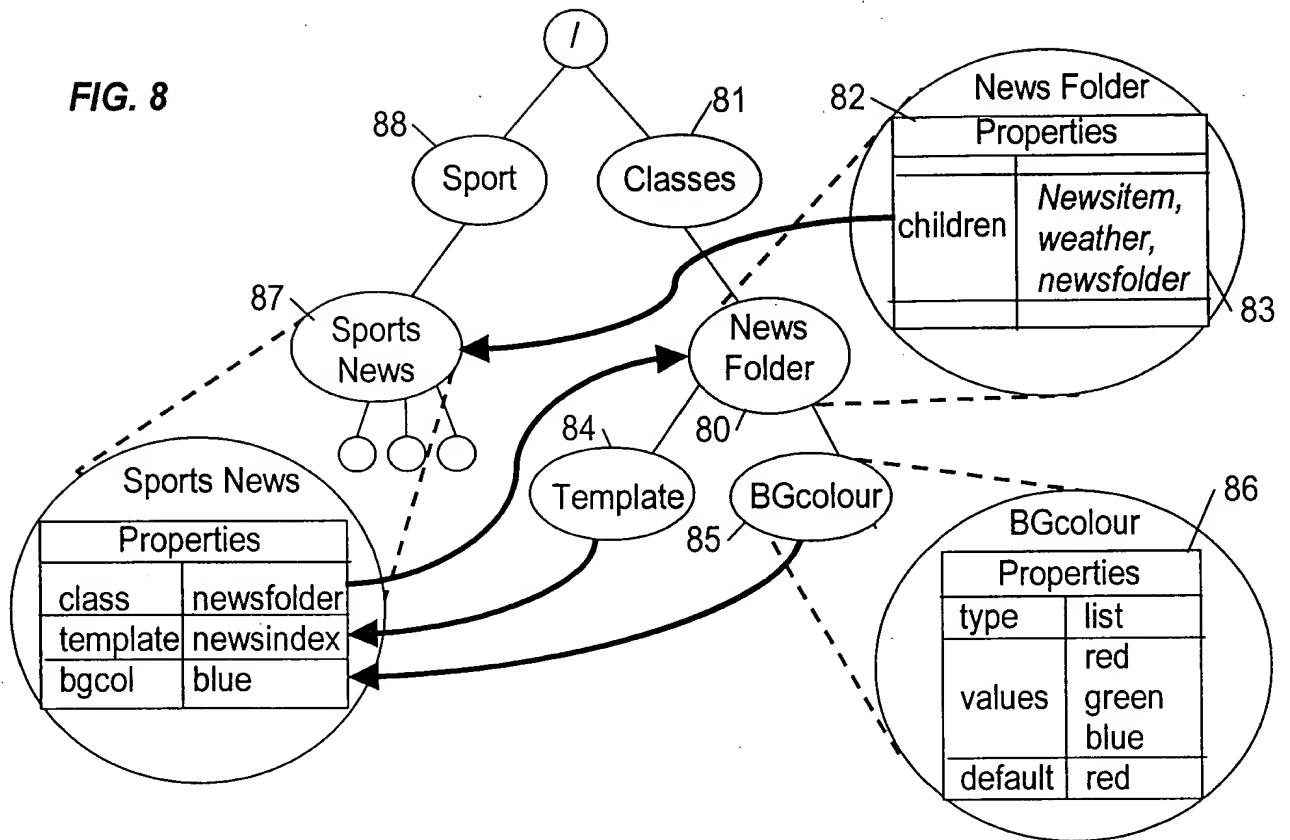 FIG. 8
/
88
Sport
81
Classes
82
News Folder
Properties
children
Newsitem,
weather,
newsfolder
83
87
Sports
News
News
Folder
80
84
Template
BGcolour
85
Sports News
Properties
class newsfolder
template newsindex
bgcol blue
86
BGcolour
Properties
type list
values red
green
blue
default red